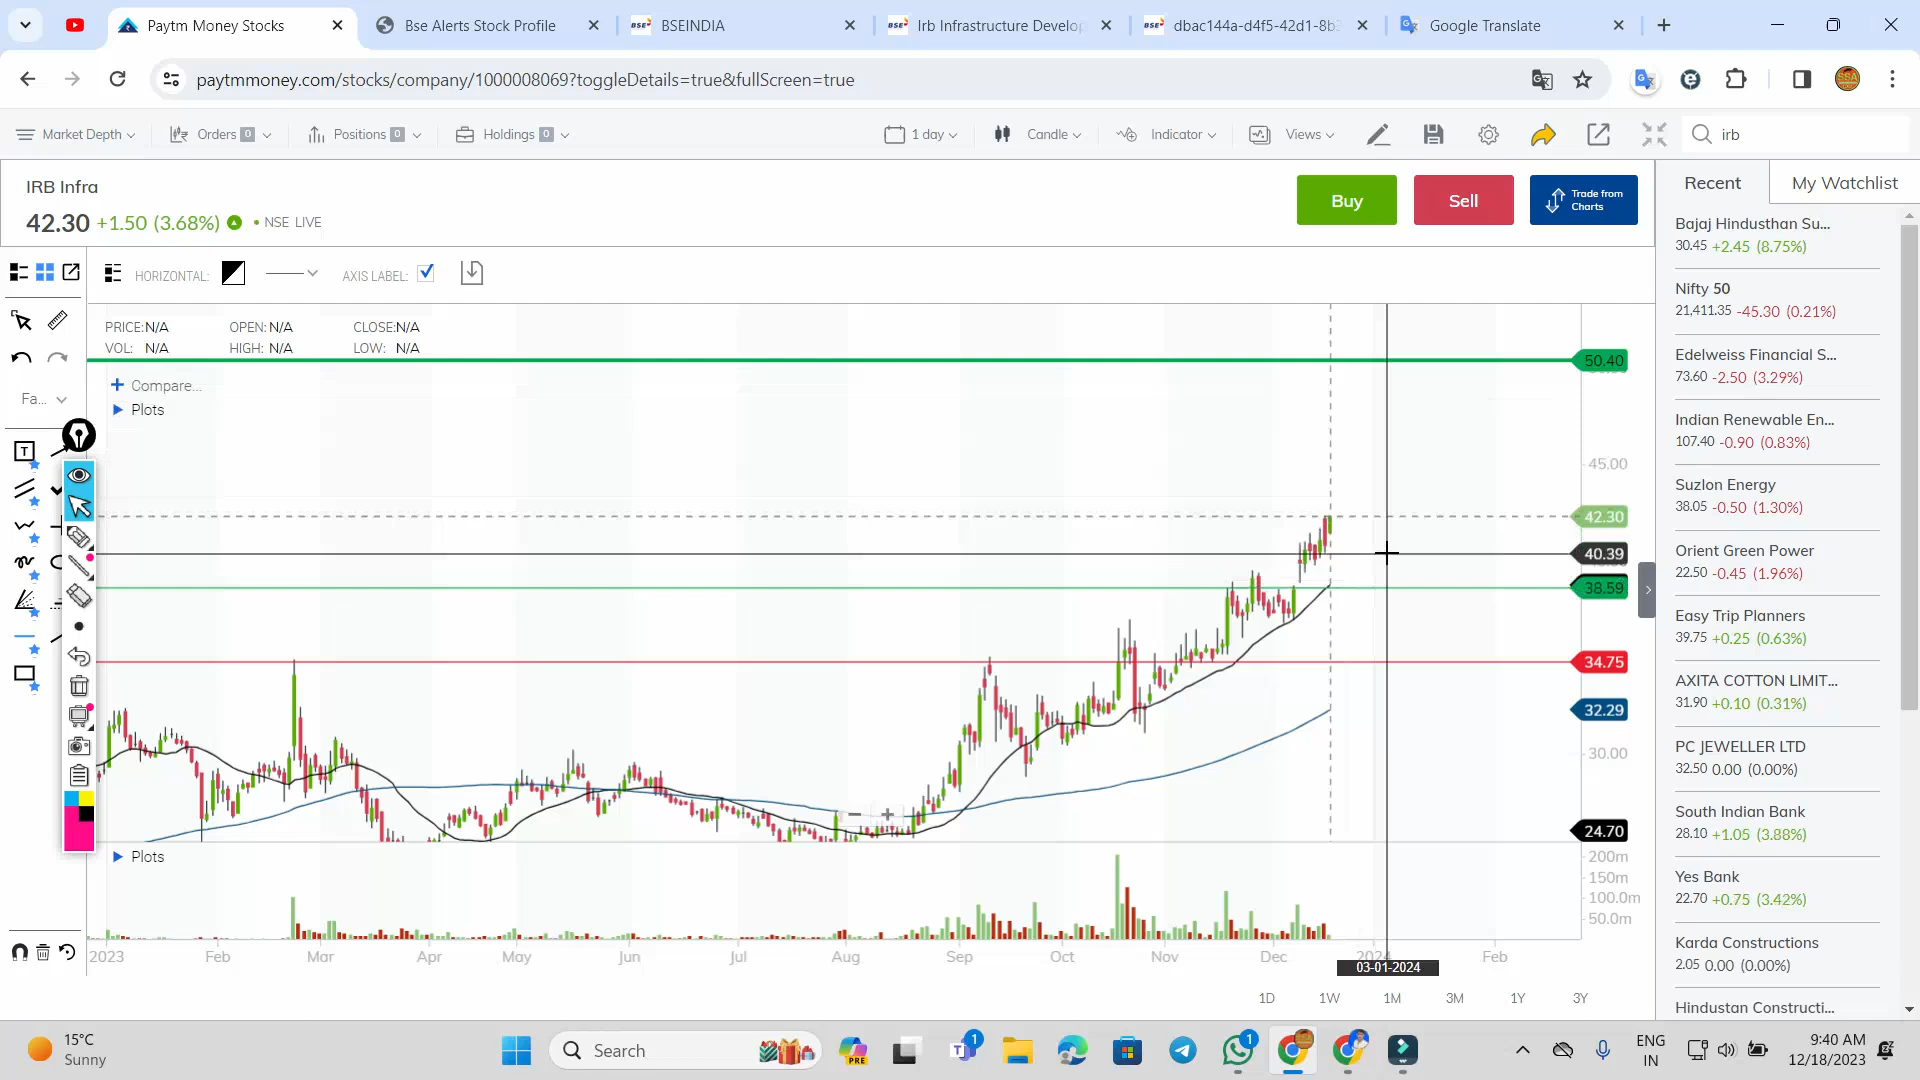 Paytm Money Stocks
Bse Alerts Stock Profile
BSEINDIA
Irb Infrastructure Develop
dbac144a-d4f5-42d1-8b
Google Translate
paytmmoney.com/stocks/company/1000008069?toggleDetails=true&fullScreen=true
Market Depth
Orders 0
Positions 0
Holdings 0
1 day
Candle
Indicator
Views
irb
IRB Infra
42.30 +1.50 (3.68%)
• NSE LIVE
Buy
Sell
Trade from
Charts
Recent
My Watchlist
HORIZONTAL:
AXIS LABEL:
PRICE:N/A OPEN: N/A CLOSE:N/A
VOL: N/A HIGH: N/A LOW: N/A
Compare...
Plots
Fa...
T
50.40
45.00
42.30
40.39
38.59
34.75
32.29
30.00
24.70
Plots
200m
150m
100.0m
50.0m
2023 Feb Mar Apr May Jun Jul Aug Sep Oct Nov Dec 2024 Feb
03-01-2024
1D 1W 1M 3M 1Y 3Y
Bajaj Hindusthan Su...
30.45 +2.45 (8.75%)
Nifty 50
21,411.35 -45.30 (0.21%)
Edelweiss Financial S...
73.60 -2.50 (3.29%)
Indian Renewable En...
107.40 -0.90 (0.83%)
Suzlon Energy
38.05 -0.50 (1.30%)
Orient Green Power
22.50 -0.45 (1.96%)
Easy Trip Planners
39.75 +0.25 (0.63%)
AXITA COTTON LIMIT...
31.90 +0.10 (0.31%)
PC JEWELLER LTD
32.50 0.00 (0.00%)
South Indian Bank
28.10 +1.05 (3.88%)
Yes Bank
22.70 +0.75 (3.42%)
Karda Constructions
2.05 0.00 (0.00%)
Hindustan Constructi...
15°C
Sunny
Search
PRE
1
1
ENG
IN
9:40 AM
12/18/2023